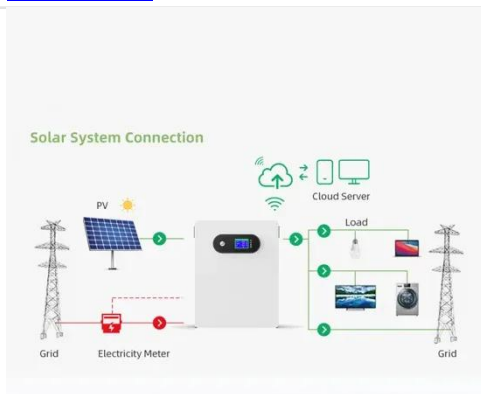 Solar System Connection
Cloud Server
PV
Load
Grid
Electricity Meter
Grid